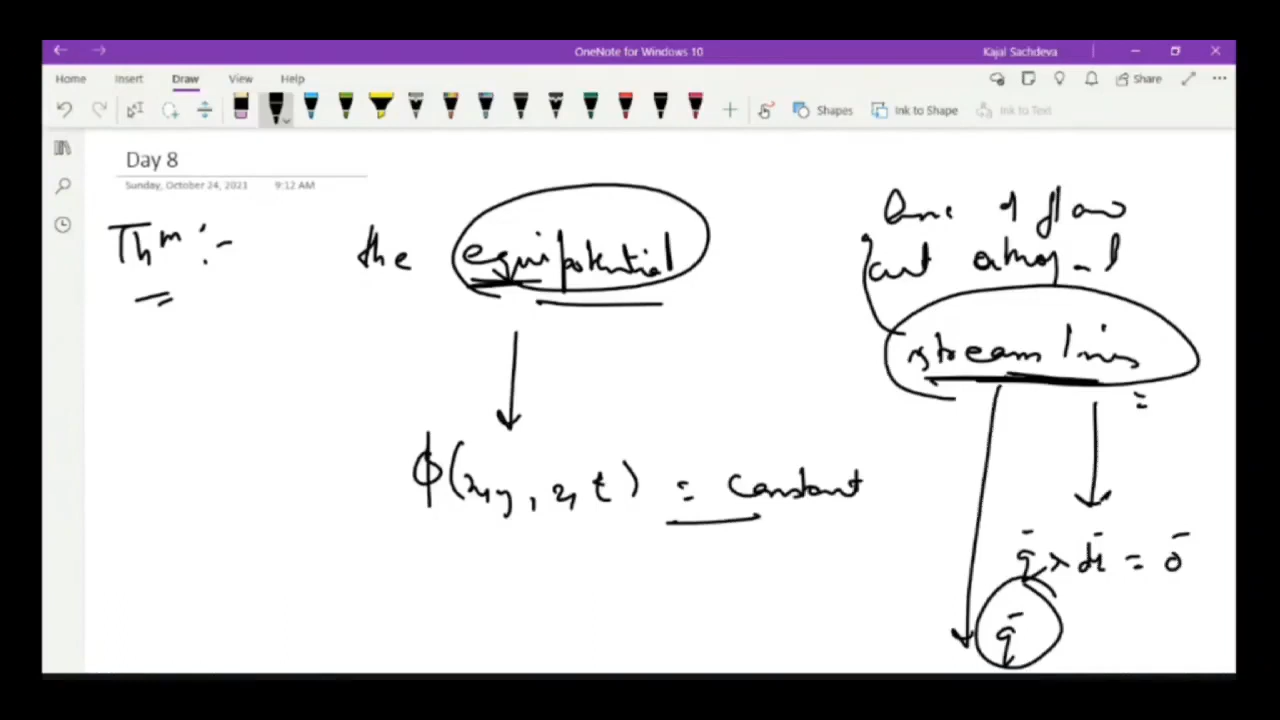 OneNote for Windows 10
Kajal Sachdeva
Home Insert Draw View Help
Share
Shapes
Ink to Shape
Ink to Text
Day 8
Sunday, October 24, 2021 9:12 AM
Thm :- the equipotential
of flow
stream lines
ϕ(x, y, z, t) = constant
q̄ × dr̄ = 0̄
q̄